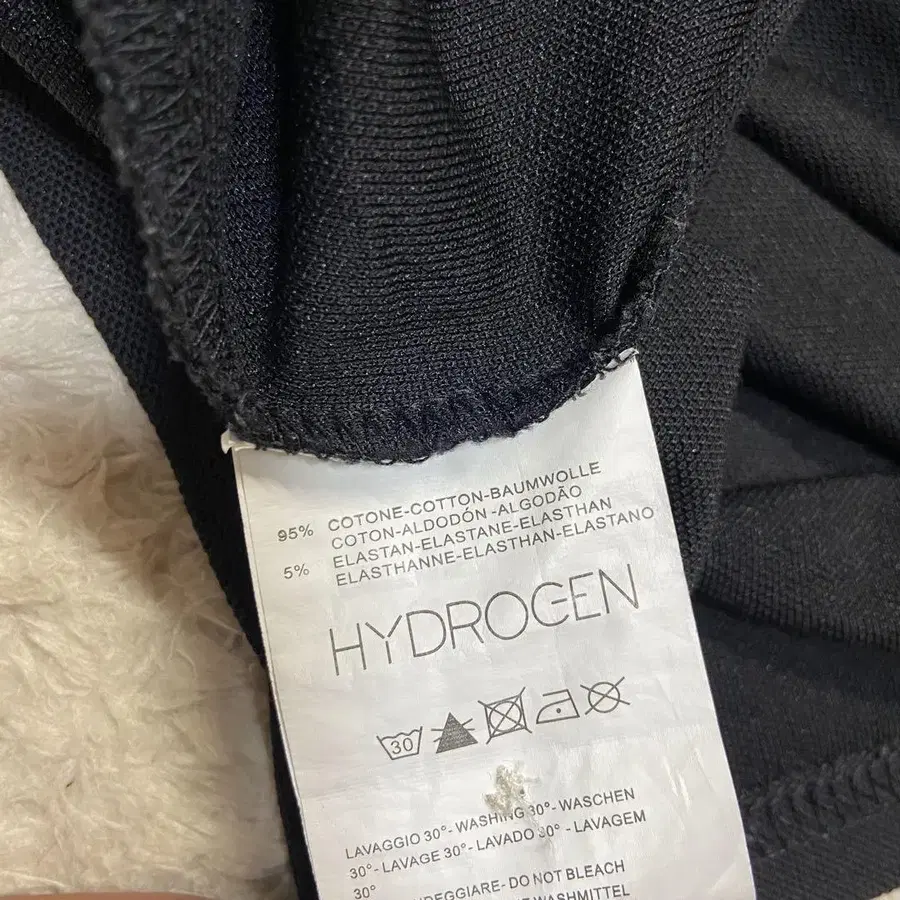 95% COTONE-COTTON-BAUMWOLLE
COTON-ALDODÓN -ALGODÃO
5% ELASTAN-ELASTANE-ELASTHAN
ELASTHANNE-ELASTHAN-ELASTANO
HYDROGEN
30
LAVAGGIO 30°- WASHING 30°- WASCHEN
30°- LAVAGE 30°- LAVADO 30° - LAVAGEM
30°
DO NOT BLEACH